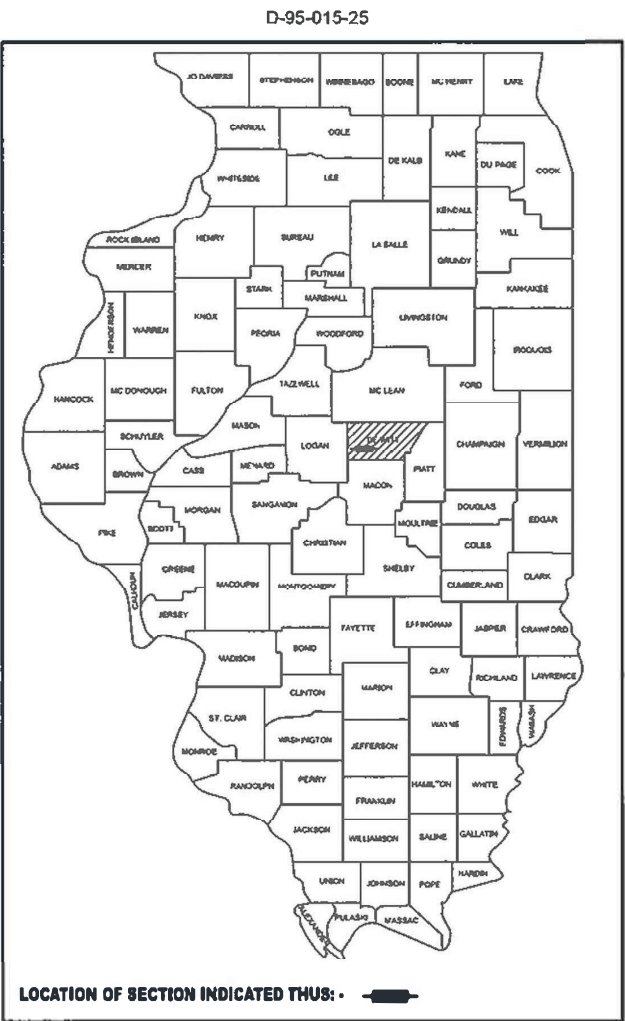 D-95-015-25
JO DAVIESS STEPHENSON WINNEBAGO BOONE MC HENRY LAKE
CARROLL OGLE
DE KALB KANE DU PAGE COOK
WHITESIDE LEE
KENDALL WILL
ROCK ISLAND HENRY BUREAU LA SALLE
MERCER PUTNAM GRUNDY
STARK MARSHALL KANKAKEE
HENDERSON WARREN KNOX PEORIA WOODFORD LIVINGSTON IROQUOIS
HANCOCK MC DONOUGH FULTON TAZEWELL MC LEAN FORD
MASON
SCHUYLER LOGAN DE WITT CHAMPAIGN VERMILION
ADAMS BROWN CASS MENARD MACON PIATT
MORGAN SANGAMON DOUGLAS EDGAR
PIKE SCOTT CHRISTIAN MOULTRIE COLES
GREENE MACOUPIN MONTGOMERY SHELBY CUMBERLAND CLARK
CALHOUN JERSEY
FAYETTE EFFINGHAM JASPER CRAWFORD
MADISON BOND
CLINTON MARION CLAY RICHLAND LAWRENCE
ST. CLAIR WASHINGTON JEFFERSON WAYNE EDWARDS WABASH
MONROE
RANDOLPH PERRY FRANKLIN HAMILTON WHITE
JACKSON WILLIAMSON SALINE GALLATIN
UNION JOHNSON POPE HARDIN
ALEXANDER PULASKI MASSAC
LOCATION OF SECTION INDICATED THUS: -